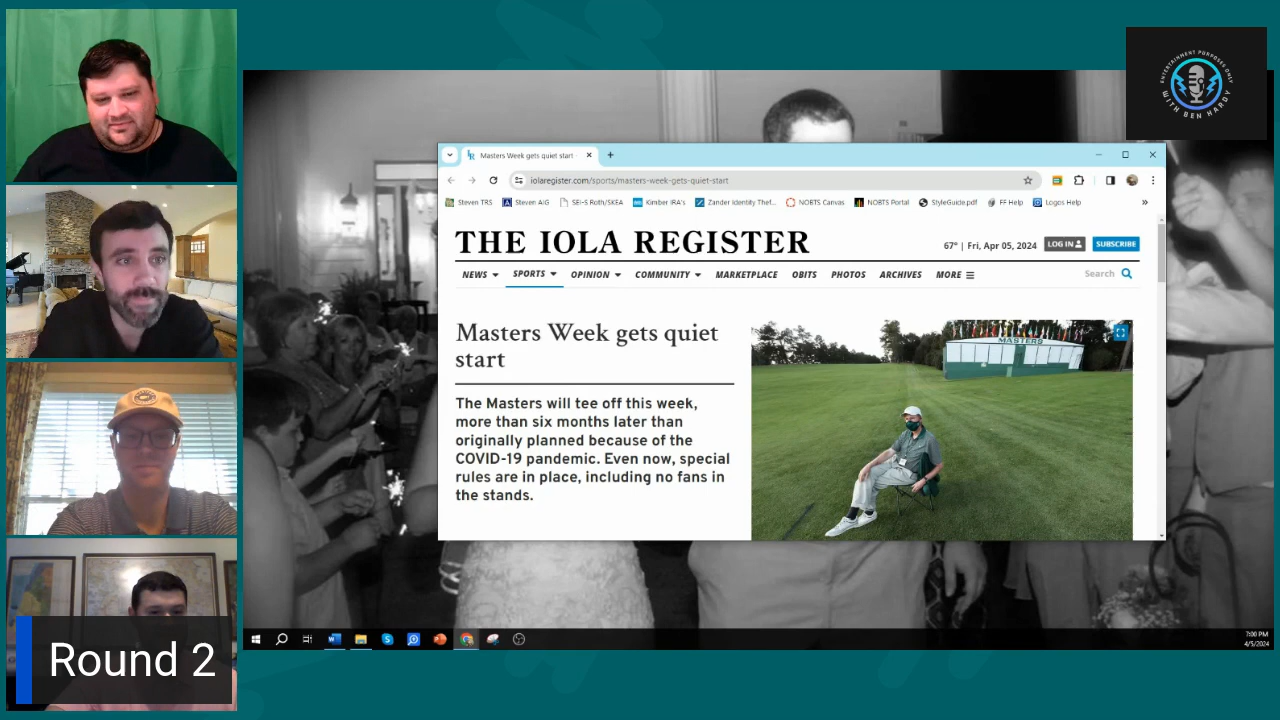 ENTERTAINMENT PURPOSES ONLY
WITH BEN HARDY
Masters Week gets quiet start
iolaregister.com/sports/masters-week-gets-quiet-start
Steven TRS Steven AIG SEI-S Roth/SKEA Kimber IRA's Zander Identity Thef... NOBTS Canvas NOBTS Portal StyleGuide.pdf FF Help Logos Help »
THE IOLA REGISTER
67° | Fri, Apr 05, 2024 LOG IN SUBSCRIBE
NEWS SPORTS OPINION COMMUNITY MARKETPLACE OBITS PHOTOS ARCHIVES MORE Search
Masters Week gets quiet
start
The Masters will tee off this week,
more than six months later than
originally planned because of the
COVID-19 pandemic. Even now, special
rules are in place, including no fans in
the stands.
MASTERS
Round 2
7:00 PM
4/5/2024